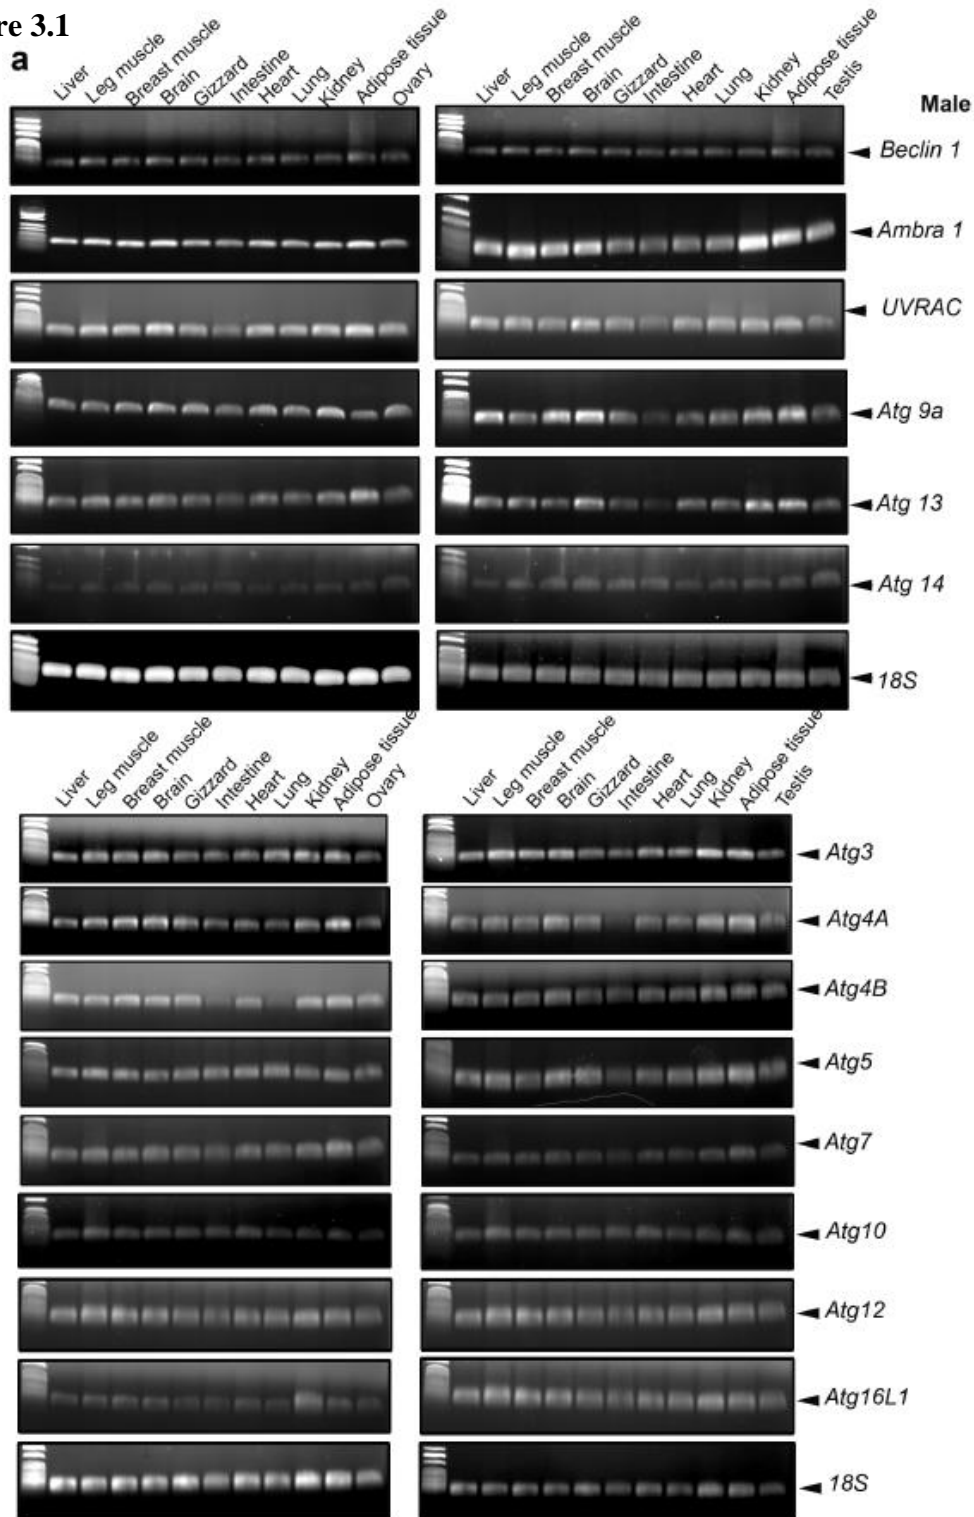 re 3.1
a
Liver Leg muscle Breast muscle Brain Gizzard Intestine Heart Lung Kidney Adipose tissue Ovary
Liver Leg muscle Breast muscle Brain Gizzard Intestine Heart Lung Kidney Adipose tissue Testis
Male
Beclin 1
Ambra 1
UVRAC
Atg 9a
Atg 13
Atg 14
18S
Liver Leg muscle Breast muscle Brain Gizzard Intestine Heart Lung Kidney Adipose tissue Ovary
Liver Leg muscle Breast muscle Brain Gizzard Intestine Heart Lung Kidney Adipose tissue Testis
Atg3
Atg4A
Atg4B
Atg5
Atg7
Atg10
Atg12
Atg16L1
18S